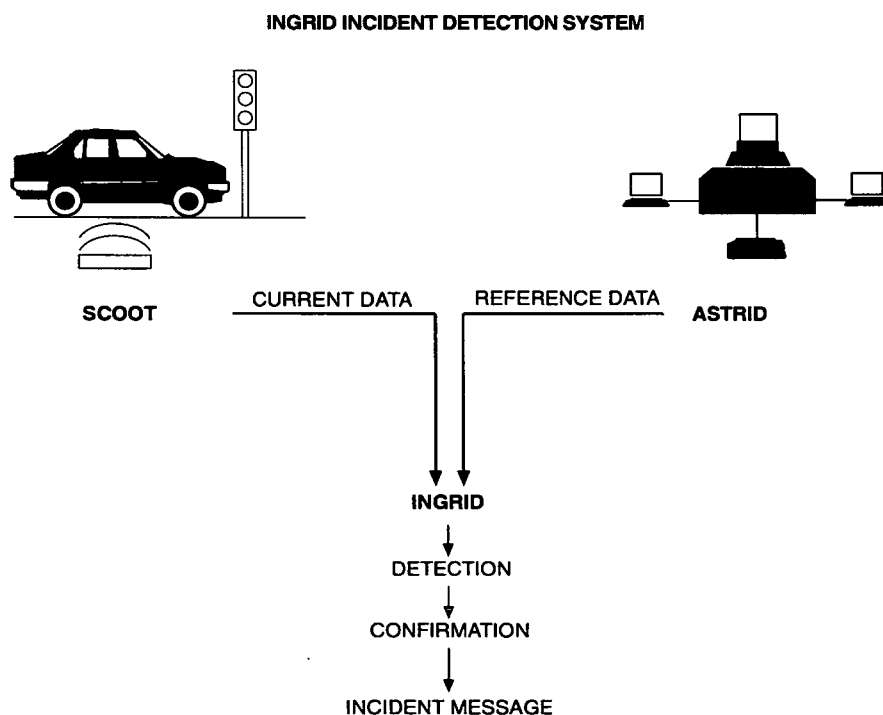 INGRID INCIDENT DETECTION SYSTEM
SCOOT
CURRENT DATA
REFERENCE DATA
ASTRID
INGRID
DETECTION
CONFIRMATION
INCIDENT MESSAGE